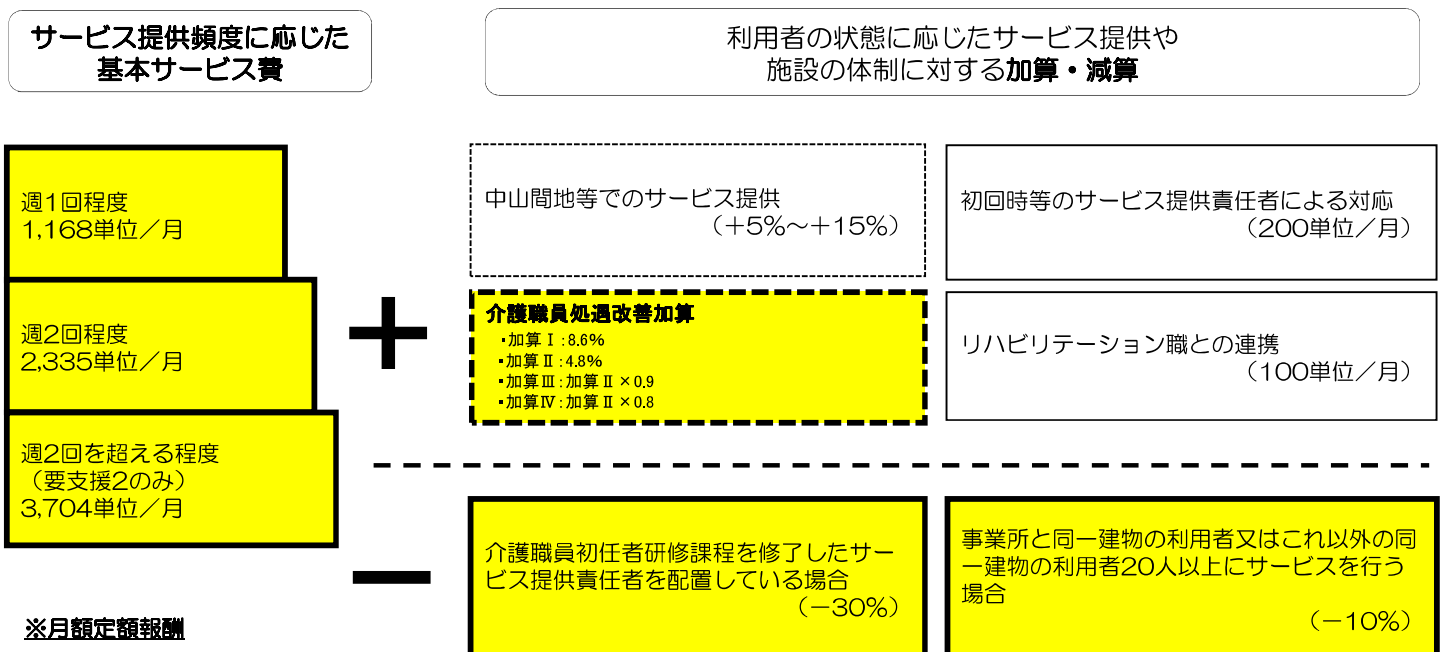 サービス提供頻度に応じた
基本サービス費
利用者の状態に応じたサービス提供や
施設の体制に対する加算・減算
週1回程度
1,168単位／月
週2回程度
2,335単位／月
週2回を超える程度
（要支援2のみ）
3,704単位／月
※月額定額報酬
＋
中山間地等でのサービス提供
（＋5%～＋15%）
初回時等のサービス提供責任者による対応
（200単位／月）
介護職員処遇改善加算
・加算Ⅰ：8.6%
・加算Ⅱ：4.8%
・加算Ⅲ：加算Ⅱ×0.9
・加算Ⅳ：加算Ⅱ×0.8
リハビリテーション職との連携
（100単位／月）
－
介護職員初任者研修課程を修了したサー
ビス提供責任者を配置している場合
（－30%）
事業所と同一建物の利用者又はこれ以外の同
一建物の利用者20人以上にサービスを行う
場合
（－10%）